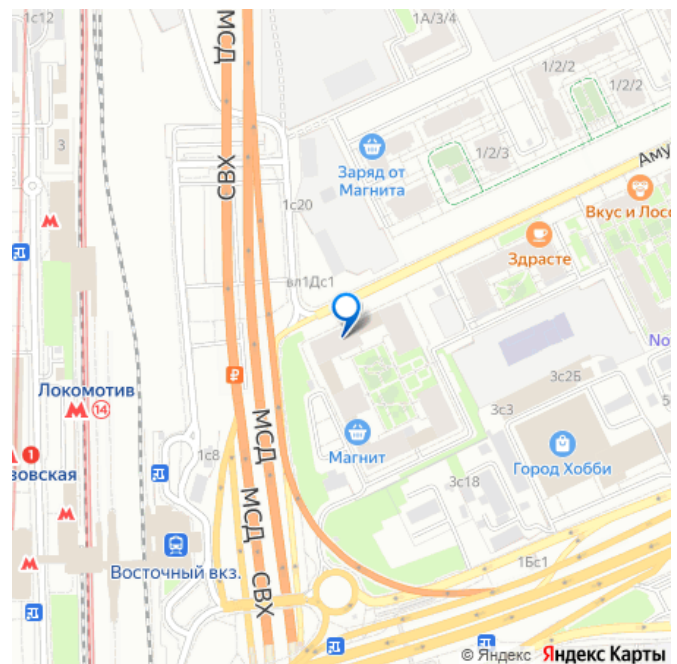 1с12
МСД
1А/3/4
1/2/2
1/2/2
3
1/2/3
Заряд от
Магнита
Аму
СВХ
Вкус и Лосо
1с20
Здрасте
вл1Дс1
No
Локомотив
14
3с2Б
5
МСД
3с3
1
зовская
1с8
Магнит
Город Хобби
МСД
3с18
Восточный вкз.
СВХ
1Бс1
© Яндекс Яндекс Карты